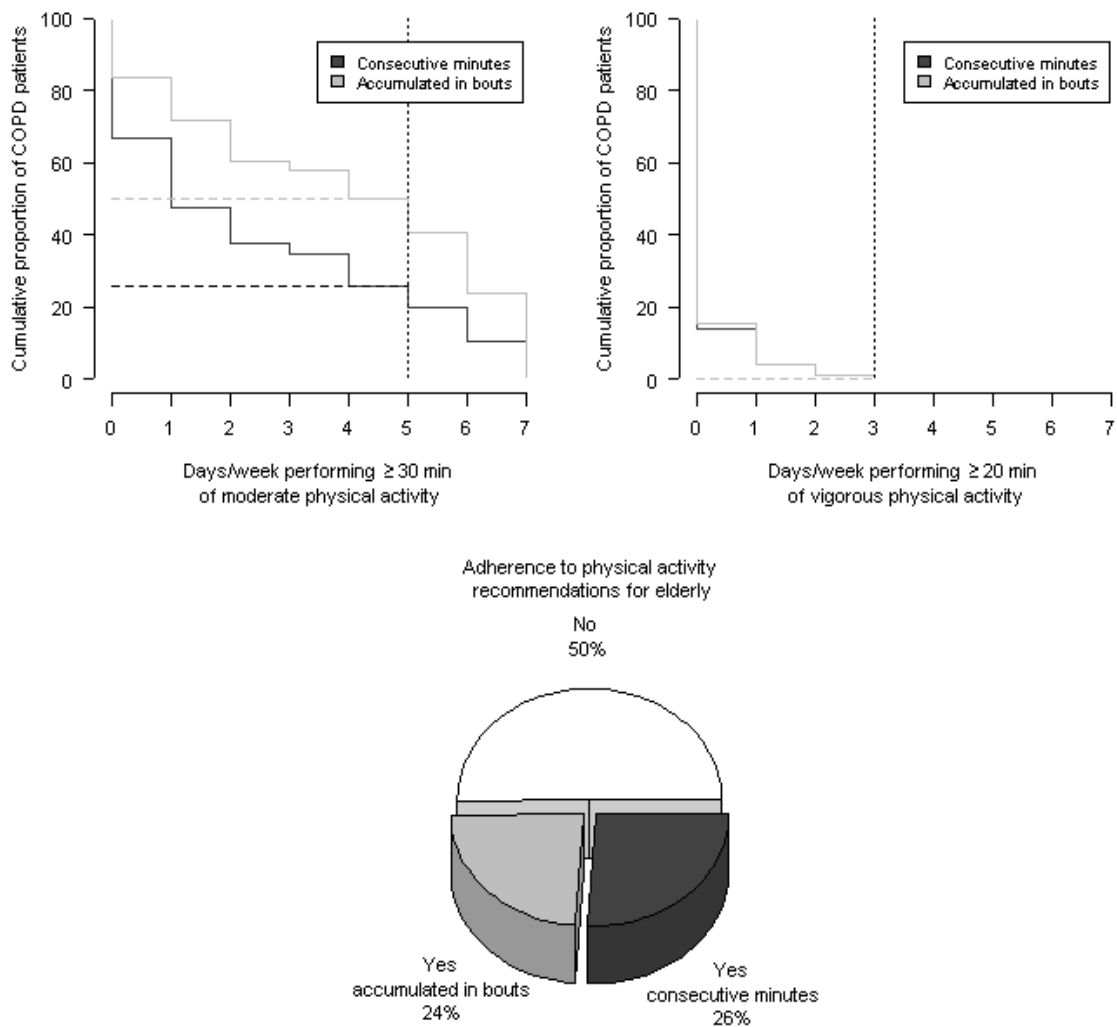 Cumulative proportion of COPD patients
100
80
60
40
20
0
Consecutive minutes
Accumulated in bouts
0 1 2 3 4 5 6 7
Days/week performing ≥ 30 min
of moderate physical activity
Cumulative proportion of COPD patients
100
80
60
40
20
0
Consecutive minutes
Accumulated in bouts
0 1 2 3 4 5 6 7
Days/week performing ≥ 20 min
of vigorous physical activity
Adherence to physical activity
recommendations for elderly
No
50%
Yes
accumulated in bouts
24%
Yes
consecutive minutes
26%